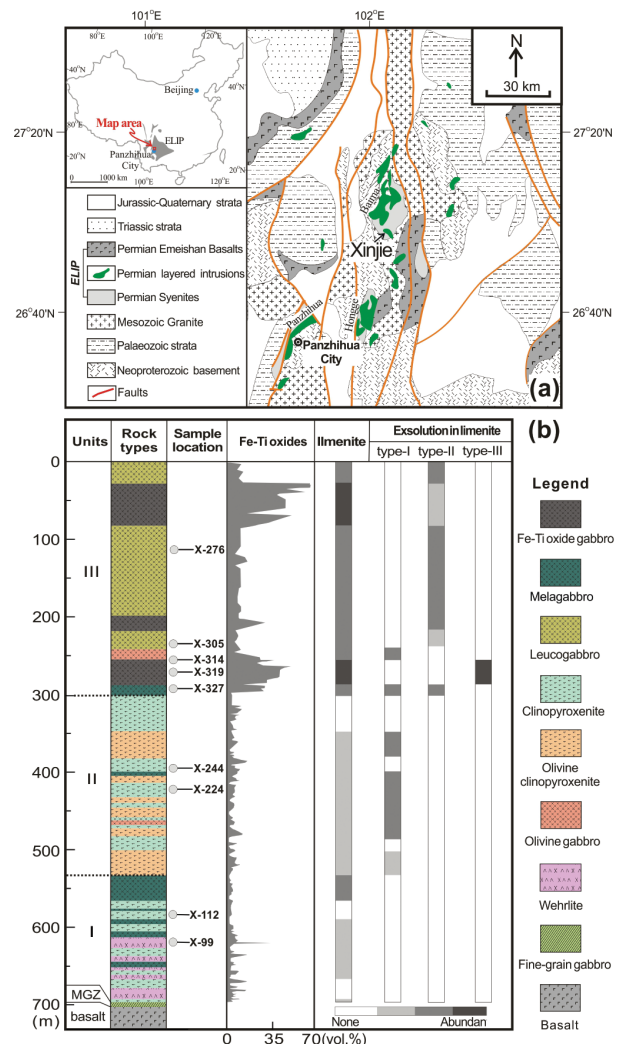 101°E
102°E
80°E
100°E
120°E
40°N
40°N
Beijing
Map area
30°N
ELIP
20°N
Panzhihua
City
20°N
0
1000 km
100°E
120°E
N
30 km
27°20'N
27°20'N
26°40'N
26°40'N
Jurassic-Quaternary strata
Triassic strata
ELIP
Permian Emeishan Basalts
Permian layered intrusions
Permian Syenites
Mesozoic Granite
Palaeozoic strata
Neoproterozoic basement
Faults
Baima
Xinjie
Panzhihua
Hongge
Panzhihua
City
(a)
Units
Rock
types
Sample
location
Fe-Ti oxides
Ilmenite
Exsolution in limenite
type-I
type-II
type-III
(b)
0
100
200
300
400
500
600
700
(m)
III
II
I
MGZ
basalt
X-276
X-305
X-314
X-319
X-327
X-244
X-224
X-112
X-99
None
Abundan
0
35
70(vol.%)
Legend
Fe-Ti oxide gabbro
Melagabbro
Leucogabbro
Clinopyroxenite
Olivine
clinopyroxenite
Olivine gabbro
Wehrlite
Fine-grain gabbro
Basalt